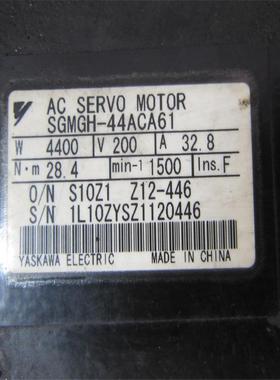 AC SERVO MOTOR
SGMGH-44ACA61
W 4400 V 200 A 32.8
N·m 28.4 min-1 1500 Ins.F
O/N S10Z1 Z12-446
S/N 1L10ZYSZ1120446
YASKAWA ELECTRIC MADE IN CHINA